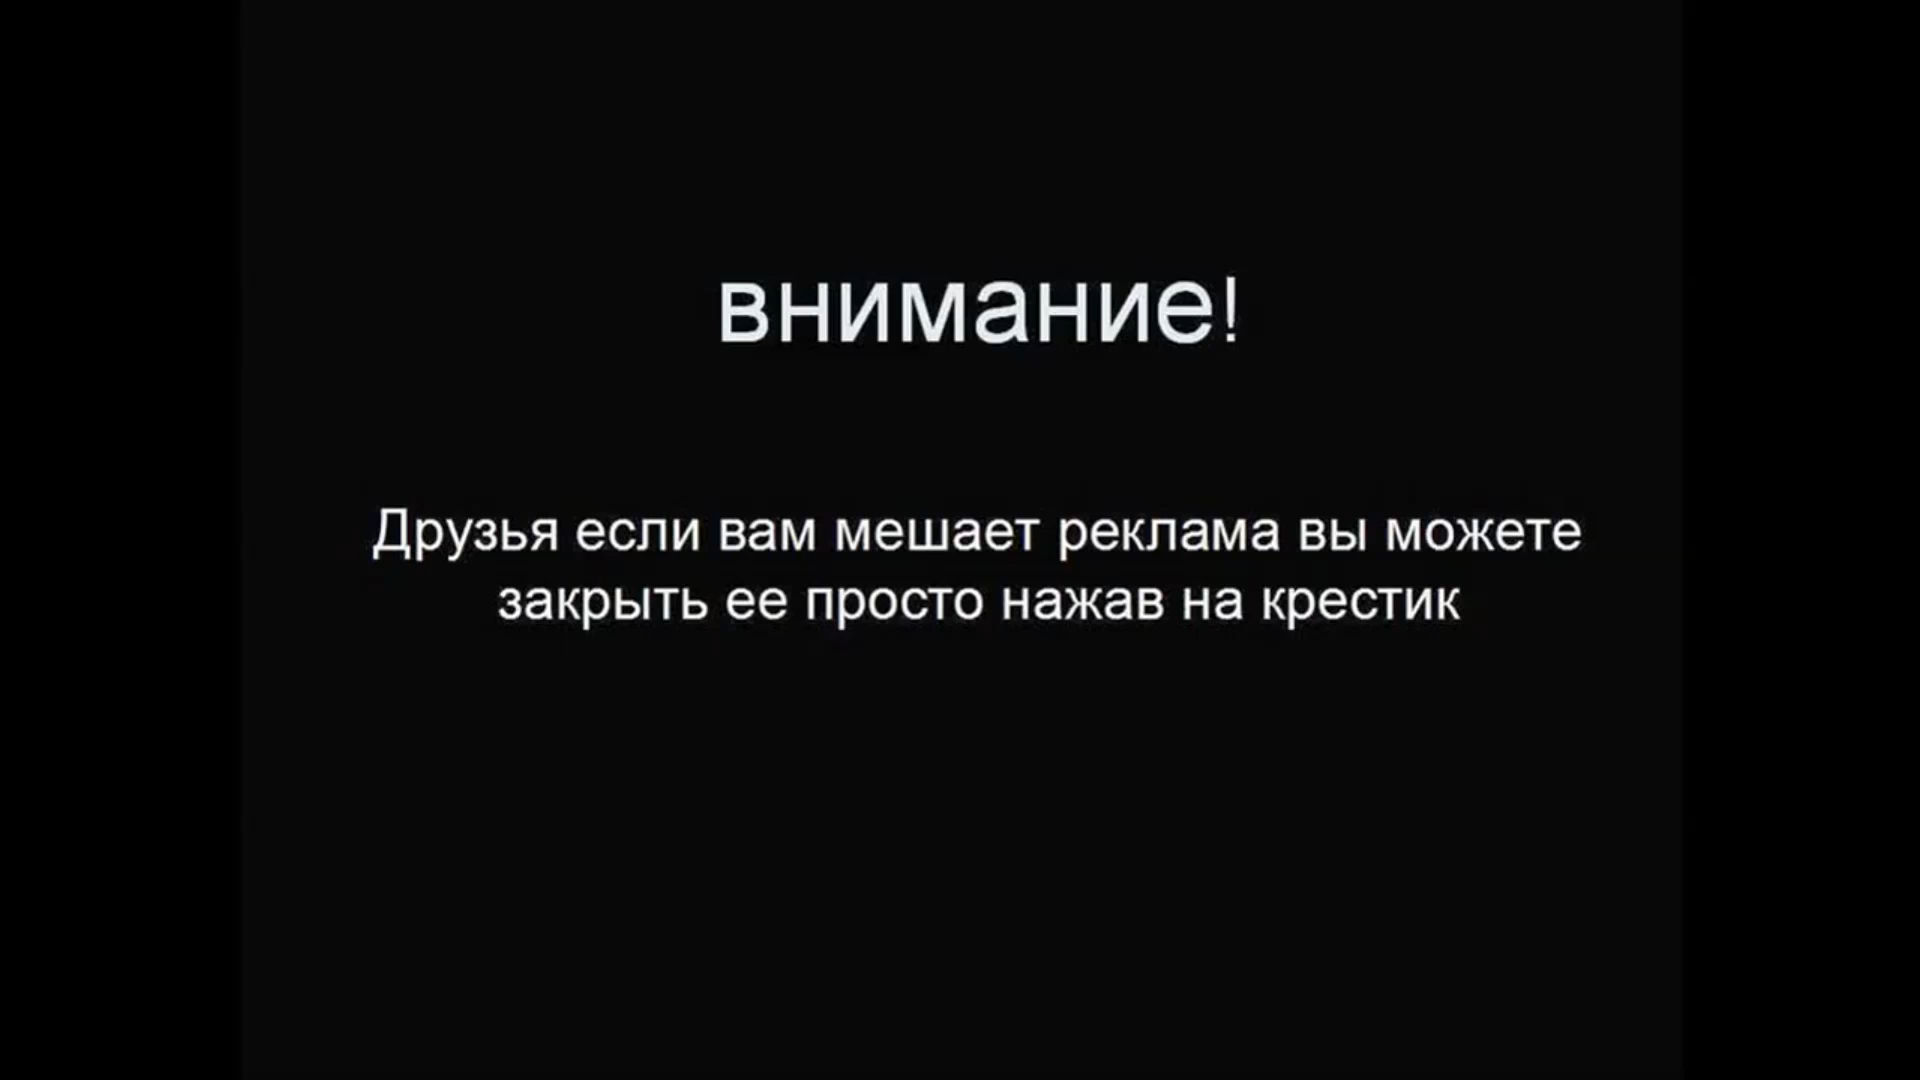 внимание!
Друзья если вам мешает реклама вы можете
закрыть ее просто нажав на крестик